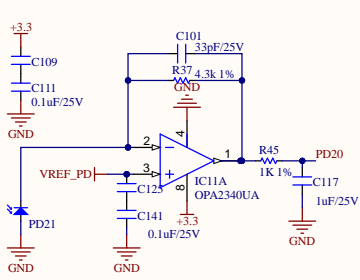 +3.3
C109
C111
0.1uF/25V
GND
C101
33pF/25V
R37
4.3k 1%
GND
2
4
1
3
8
VREF_PD
C125
C141
0.1uF/25V
GND
IC11A
OPA2340UA
+3.3
R45
1K 1%
PD20
C117
1uF/25V
GND
PD21
GND